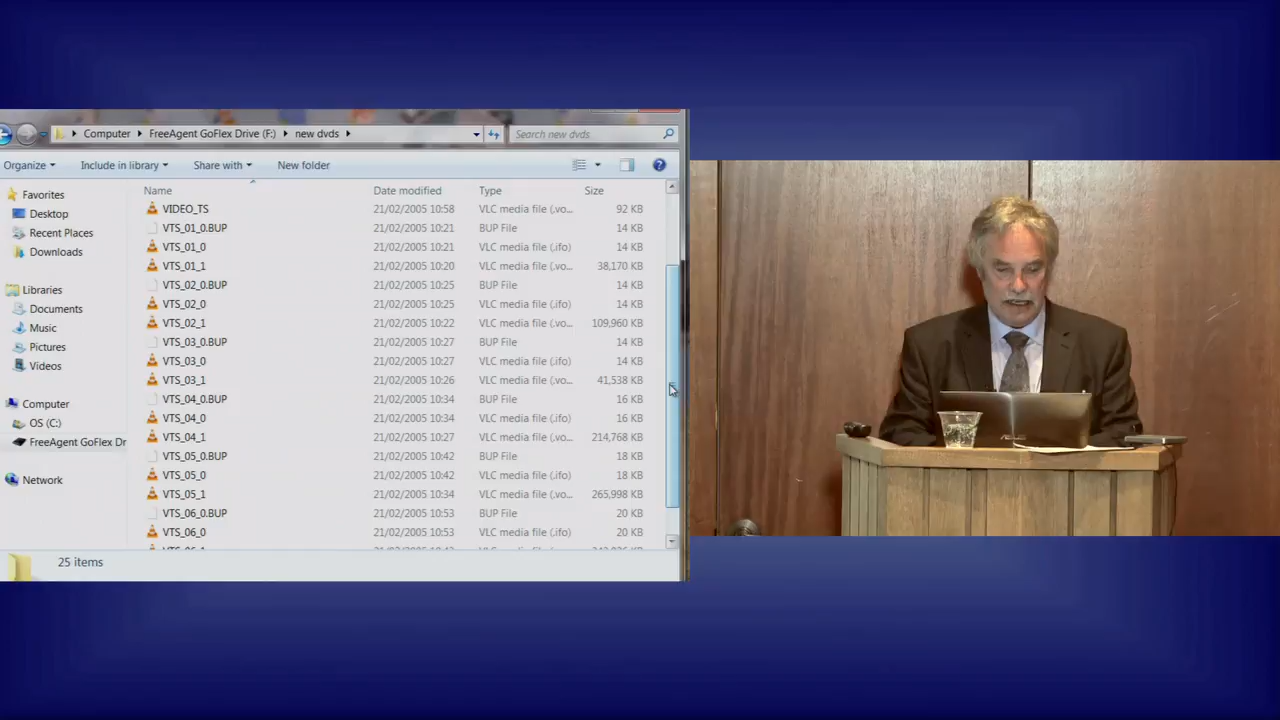 Computer FreeAgent GoFlex Drive (F:) new dvds Search new dvds
Organize Include in library Share with New folder
Name Date modified Type Size
Favorites
Desktop
Recent Places
Downloads
Libraries
Documents
Music
Pictures
Videos
Computer
OS (C:)
FreeAgent GoFlex Dr
Network
VIDEO_TS 21/02/2005 10:58 VLC media file (.vo... 92 KB
VTS_01_0.BUP 21/02/2005 10:21 BUP File 14 KB
VTS_01_0 21/02/2005 10:21 VLC media file (.ifo) 14 KB
VTS_01_1 21/02/2005 10:20 VLC media file (.vo... 38,170 KB
VTS_02_0.BUP 21/02/2005 10:25 BUP File 14 KB
VTS_02_0 21/02/2005 10:25 VLC media file (.ifo) 14 KB
VTS_02_1 21/02/2005 10:22 VLC media file (.vo... 109,960 KB
VTS_03_0.BUP 21/02/2005 10:27 BUP File 14 KB
VTS_03_0 21/02/2005 10:27 VLC media file (.ifo) 14 KB
VTS_03_1 21/02/2005 10:26 VLC media file (.vo... 41,538 KB
VTS_04_0.BUP 21/02/2005 10:34 BUP File 16 KB
VTS_04_0 21/02/2005 10:34 VLC media file (.ifo) 16 KB
VTS_04_1 21/02/2005 10:27 VLC media file (.vo... 214,768 KB
VTS_05_0.BUP 21/02/2005 10:42 BUP File 18 KB
VTS_05_0 21/02/2005 10:42 VLC media file (.ifo) 18 KB
VTS_05_1 21/02/2005 10:34 VLC media file (.vo... 265,998 KB
VTS_06_0.BUP 21/02/2005 10:53 BUP File 20 KB
VTS_06_0 21/02/2005 10:53 VLC media file (.ifo) 20 KB
25 items